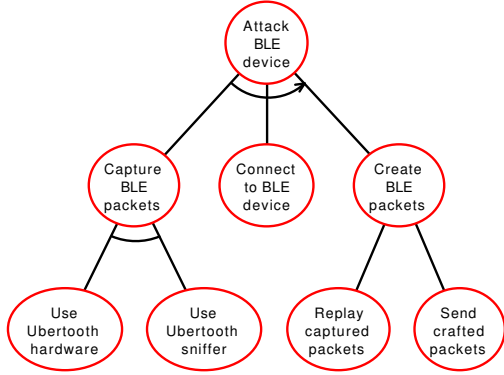 Attack
BLE
device
Capture
BLE
packets
Connect
to BLE
device
Create
BLE
packets
Use
Ubertooth
hardware
Use
Ubertooth
sniffer
Replay
captured
packets
Send
crafted
packets